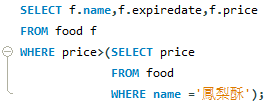 SELECT f.name,f.expiredate,f.price
FROM food f
WHERE price>(SELECT price
FROM food
WHERE name ='鳳梨酥');